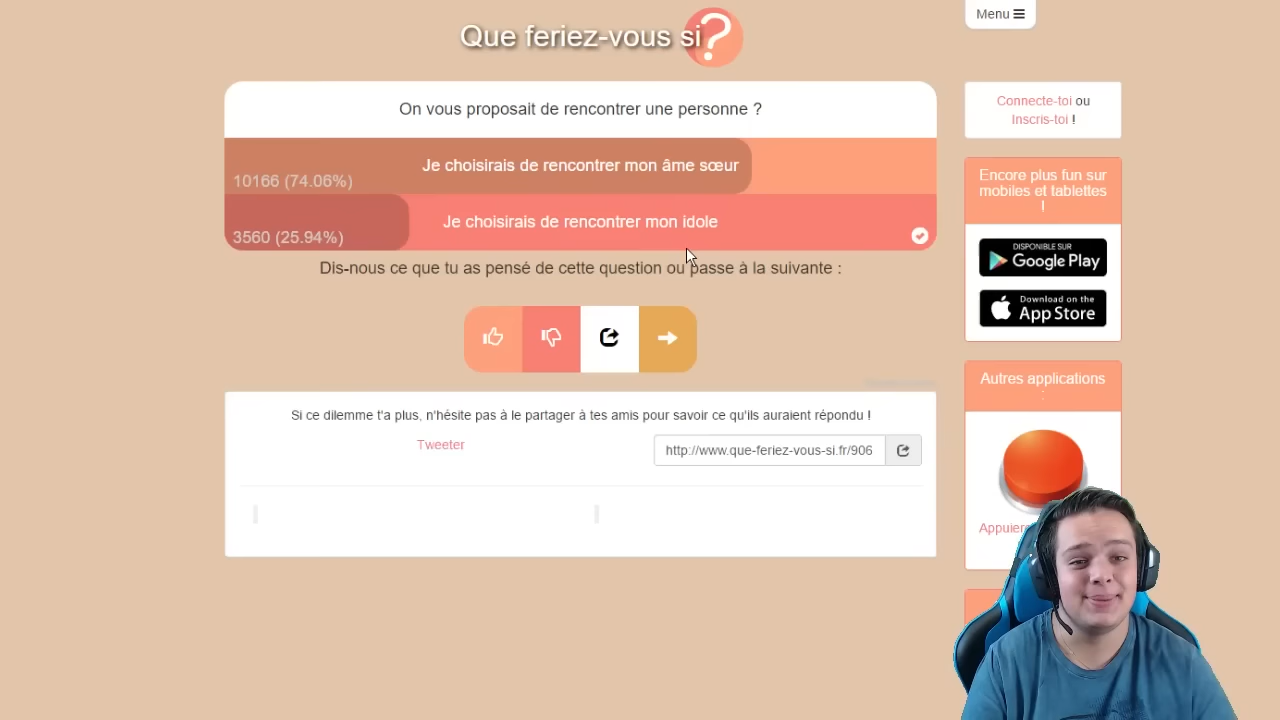 Que feriez-vous si ?
Menu
On vous proposait de rencontrer une personne ?
Je choisirais de rencontrer mon âme sœur
10166 (74.06%)
Je choisirais de rencontrer mon idole
3560 (25.94%)
Dis-nous ce que tu as pensé de cette question ou passe à la suivante :
Si ce dilemme t'a plus, n'hésite pas à le partager à tes amis pour savoir ce qu'ils auraient répondu !
Tweeter
http://www.que-feriez-vous-si.fr/906
Connecte-toi ou
Inscris-toi !
Encore plus fun sur
mobiles et tablettes
!
DISPONIBLE SUR
Google Play
Download on the
App Store
Autres applications
: